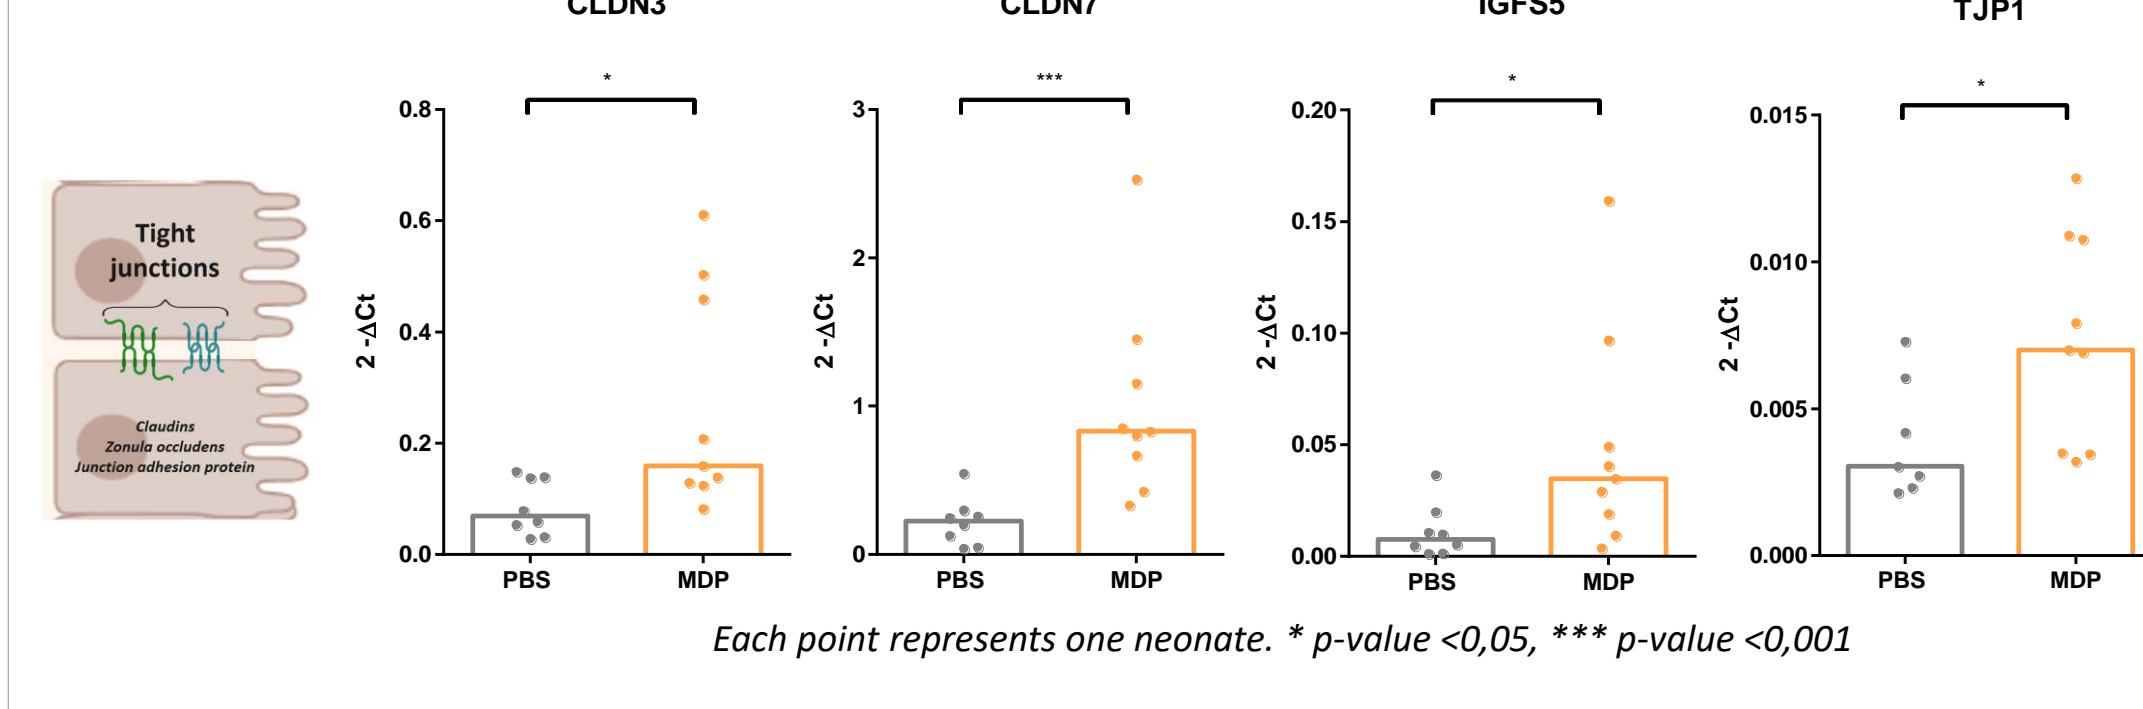 CLDN3
CLDN7
IGFS5
TJP1
*
***
*
*
0.8
0.6
0.4
0.2
0.0
2 -ΔCt
PBS
MDP
3
2
1
0
2 -ΔCt
PBS
MDP
0.20
0.15
0.10
0.05
0.00
2 -ΔCt
PBS
MDP
0.015
0.010
0.005
0.000
2 -ΔCt
PBS
MDP
Tight
junctions
Claudins
Zonula occludens
Junction adhesion protein
Each point represents one neonate. * p-value <0,05, *** p-value <0,001